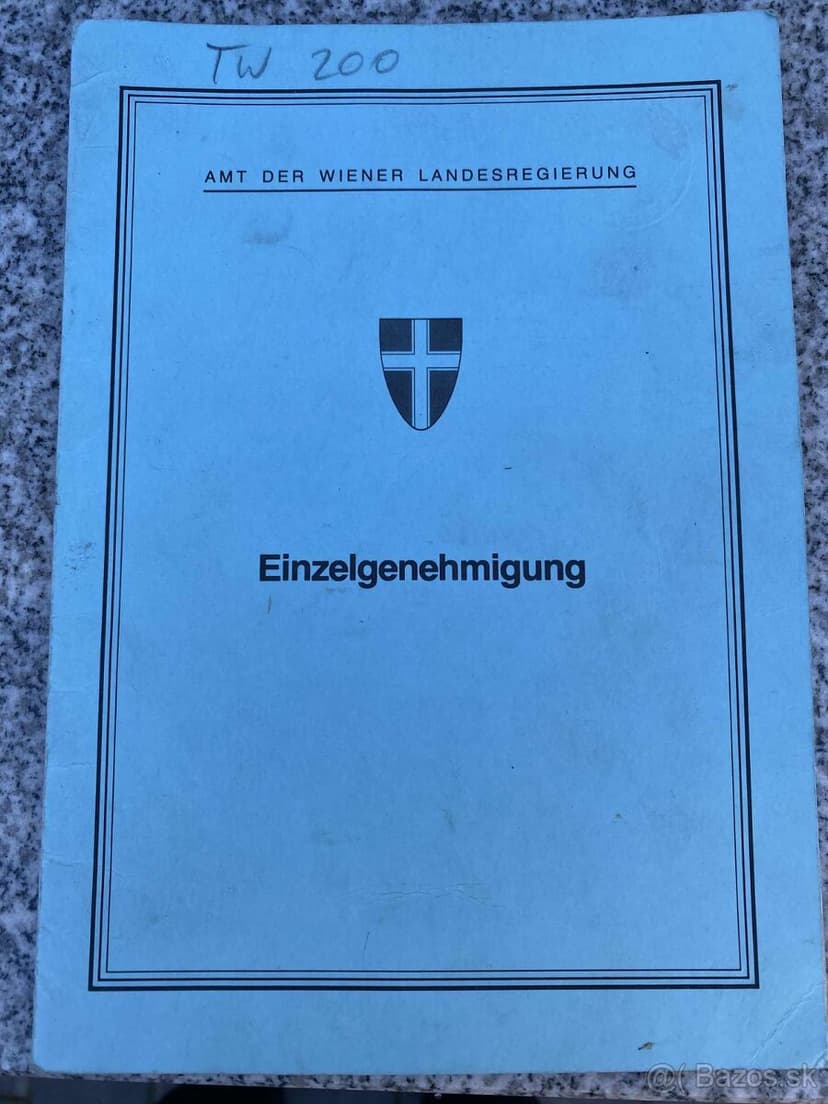 TW 200
AMT DER WIENER LANDESREGIERUNG
Einzelgenehmigung
@( Bazos.sk